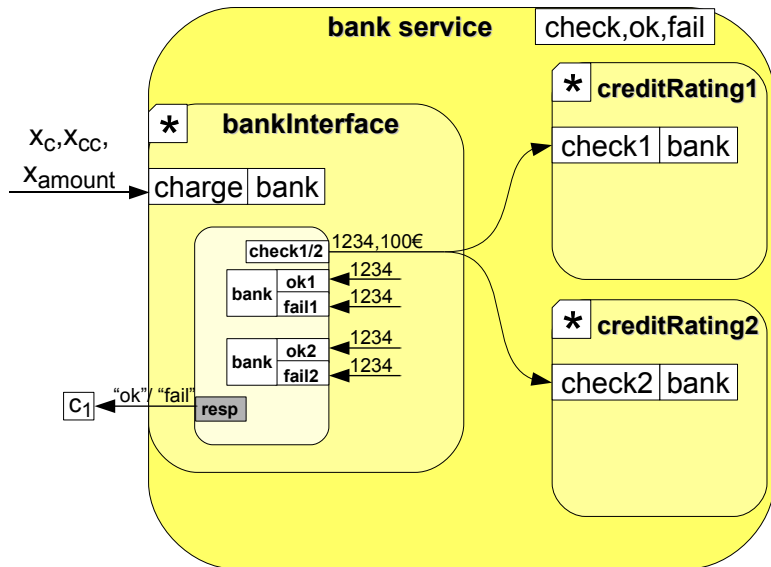 bank service
check,ok,fail
*
creditRating1
check1 bank
*
bankInterface
xC,xCC,
xamount
charge bank
check1/2
1234,100€
bank
ok1
1234
fail1
1234
bank
ok2
1234
fail2
1234
"ok"/ "fail"
c1
resp
*
creditRating2
check2 bank